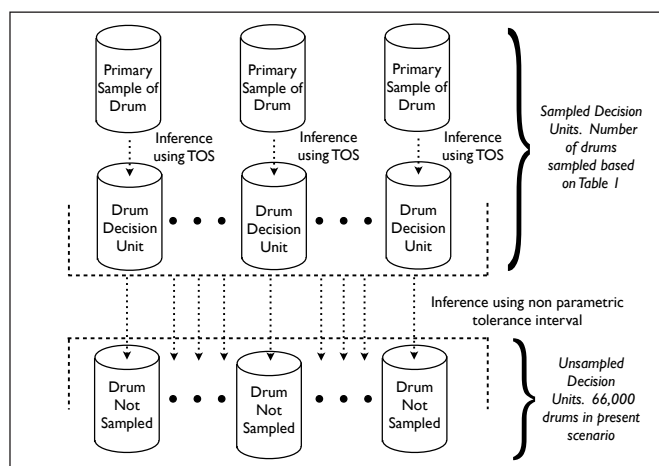 Primary
Sample of
Drum
Primary
Sample of
Drum
Primary
Sample of
Drum
Inference
using TOS
Inference
using TOS
Inference
using TOS
Sampled Decision
Units. Number
of drums
sampled based
on Table 1
Drum
Decision
Unit
Drum
Decision
Unit
Drum
Decision
Unit
Inference using non parametric
tolerance interval
Drum
Not
Sampled
Drum
Not
Sampled
Drum
Not
Sampled
Unsampled
Decision
Units. 66,000
drums in present
scenario